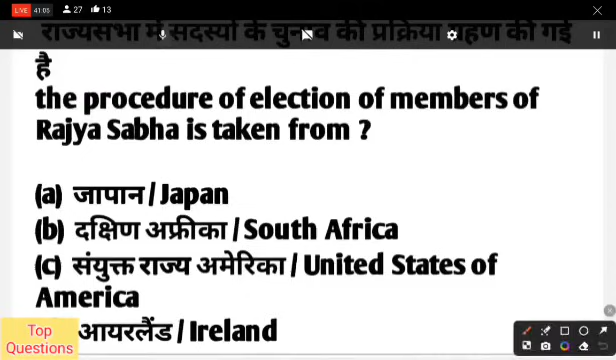 LIVE 41:05 27 13
राज्यसभा में सदस्यों के चुनाव की प्रक्रिया ग्रहण की गई
है
the procedure of election of members of
Rajya Sabha is taken from ?
(a) जापान / Japan
(b) दक्षिण अफ्रीका / South Africa
(c) संयुक्त राज्य अमेरिका / United States of
America
आयरलैंड / Ireland
Top
Questions